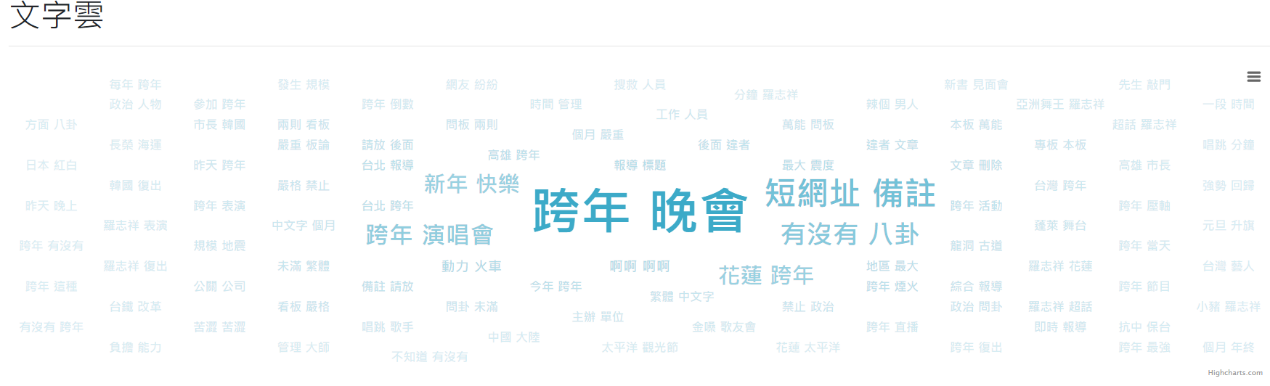 文字雲
每年 跨年
發生 規模
網友 紛紛
搜救 人員
新書 見面會
先生 敲門
分鐘 羅志祥
政治 人物
參加 跨年
跨年 倒數
時間 管理
辣個 男人
亞洲舞王 羅志祥
一段 時間
工作 人員
方面 八卦
市長 韓國
兩則 看板
問板 兩則
萬能 問板
本板 萬能
超話 羅志祥
個月 嚴重
長榮 海運
嚴重 板諭
請放 後面
後面 違者
違者 文章
專板 本板
唱跳 分鐘
高雄 跨年
日本 紅白
昨天 跨年
台北 報導
報導 標題
最大 震度
文章 刪除
高雄 市長
新年 快樂
韓國 復出
嚴格 禁止
台灣 跨年
強勢 回歸
短網址 備註
跨年 晚會
昨天 晚上
跨年 表演
台北 跨年
跨年 活動
跨年 壓軸
羅志祥 表演
中文字 個月
蓬萊 舞台
元旦 升旗
跨年 演唱會
有沒有 八卦
跨年 有沒有
規模 地震
龍洞 古道
跨年 當天
羅志祥 復出
未滿 繁體
動力 火車
啊啊 啊啊
地區 最大
羅志祥 花蓮
台灣 藝人
花蓮 跨年
跨年 這種
公關 公司
備註 請放
今年 跨年
跨年 煙火
綜合 報導
跨年 節目
繁體 中文字
台鐵 改革
看板 嚴格
問卦 未滿
禁止 政治
政治 問卦
羅志祥 超話
小豬 羅志祥
主辦 單位
有沒有 跨年
苦澀 苦澀
唱跳 歌手
金嗓 歌友會
跨年 直播
即時 報導
抗中 保台
中國 大陸
負擔 能力
管理 大師
太平洋 觀光節
花蓮 太平洋
跨年 復出
跨年 最強
個月 年終
不知道 有沒有
Highcharts.com